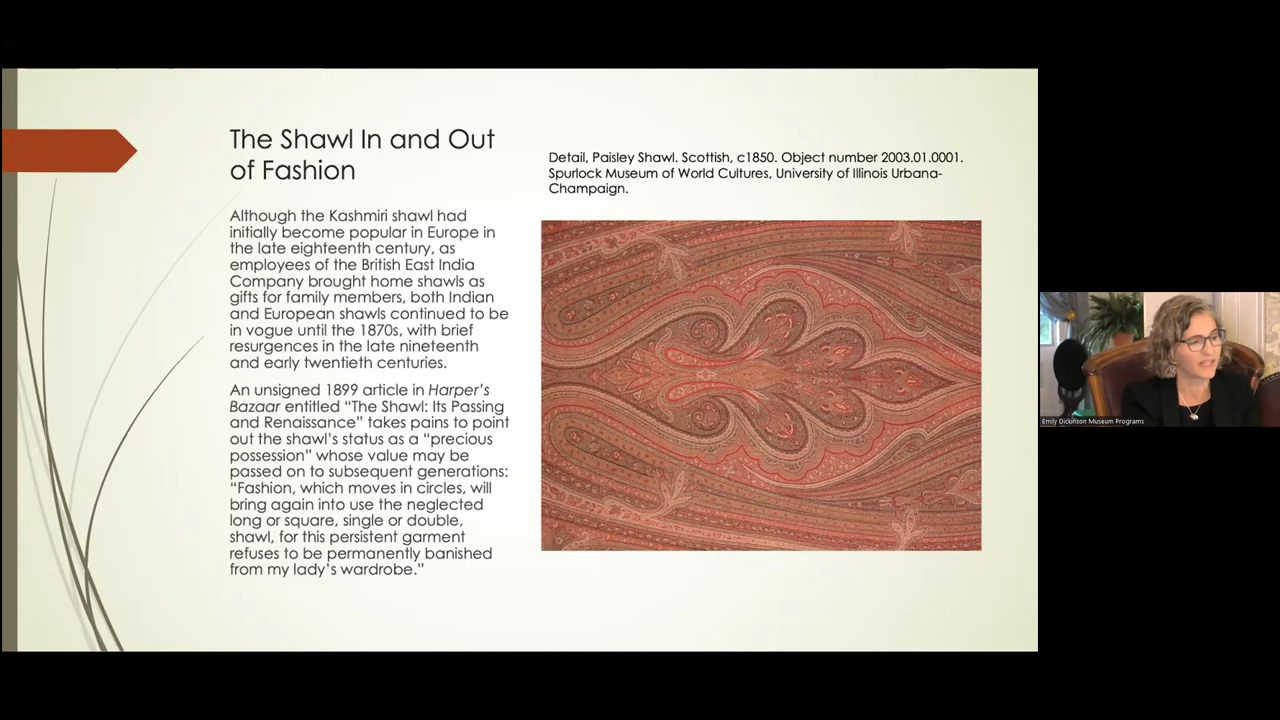 The Shawl In and Out
of Fashion
Although the Kashmiri shawl had
initially become popular in Europe in
the late eighteenth century, as
employees of the British East India
Company brought home shawls as
gifts for family members, both Indian
and European shawls continued to be
in vogue until the 1870s, with brief
resurgences in the late nineteenth
and early twentieth centuries.
An unsigned 1899 article in Harper’s
Bazaar entitled “The Shawl: Its Passing
and Renaissance” takes pains to point
out the shawl’s status as a “precious
possession” whose value may be
passed on to subsequent generations:
“Fashion, which moves in circles, will
bring again into use the neglected
long or square, single or double,
shawl, for this persistent garment
refuses to be permanently banished
from my lady’s wardrobe.”
Detail, Paisley Shawl. Scottish, c1850. Object number 2003.01.0001.
Spurlock Museum of World Cultures, University of Illinois Urbana-
Champaign.
Emily Dickinson Museum Programs